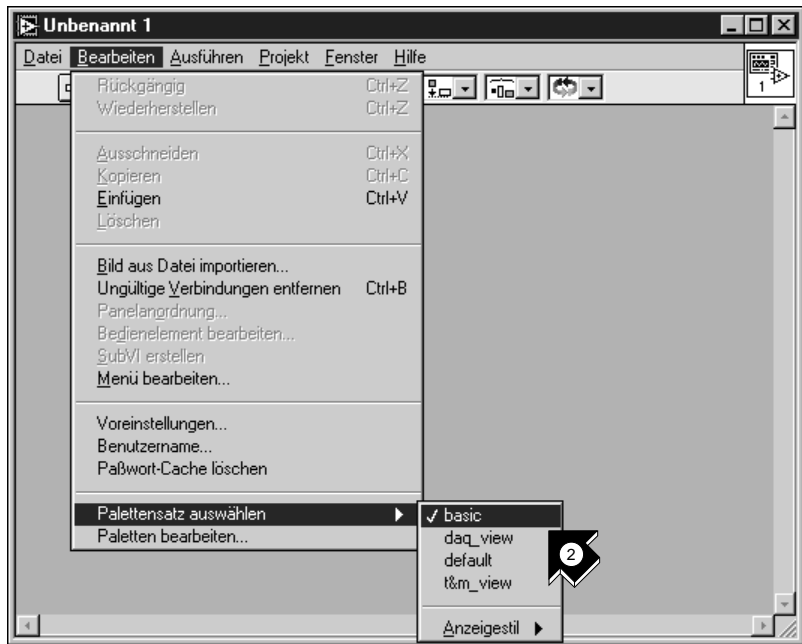 Unbenannt 1
Datei Bearbeiten Ausführen Projekt Fenster Hilfe
1
Rückgängig Ctrl+Z
Wiederherstellen Ctrl+Z
Ausschneiden Ctrl+X
Kopieren Ctrl+C
Einfügen Ctrl+V
Löschen
Bild aus Datei importieren...
Ungültige Verbindungen entfernen Ctrl+B
Panelanordnung...
Bedienelement bearbeiten...
SubVI erstellen
Menü bearbeiten...
Voreinstellungen...
Benutzername...
Paßwort-Cache löschen
Palettensatz auswählen
Paletten bearbeiten...
basic
daq_view
default
t&m_view
Anzeigestil
2